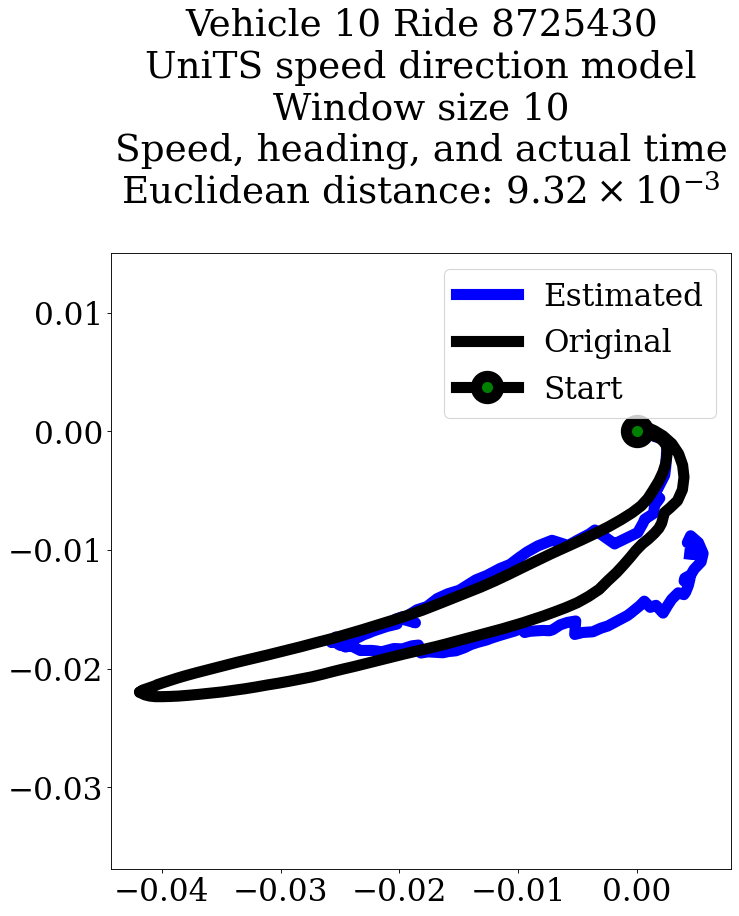 Vehicle 10 Ride 8725430
UniTS speed direction model
Window size 10
Speed, heading, and actual time
Euclidean distance: 9.32 × 10⁻³
Estimated
Original
Start
0.01
0.00
−0.01
−0.02
−0.03
−0.04 −0.03 −0.02 −0.01 0.00